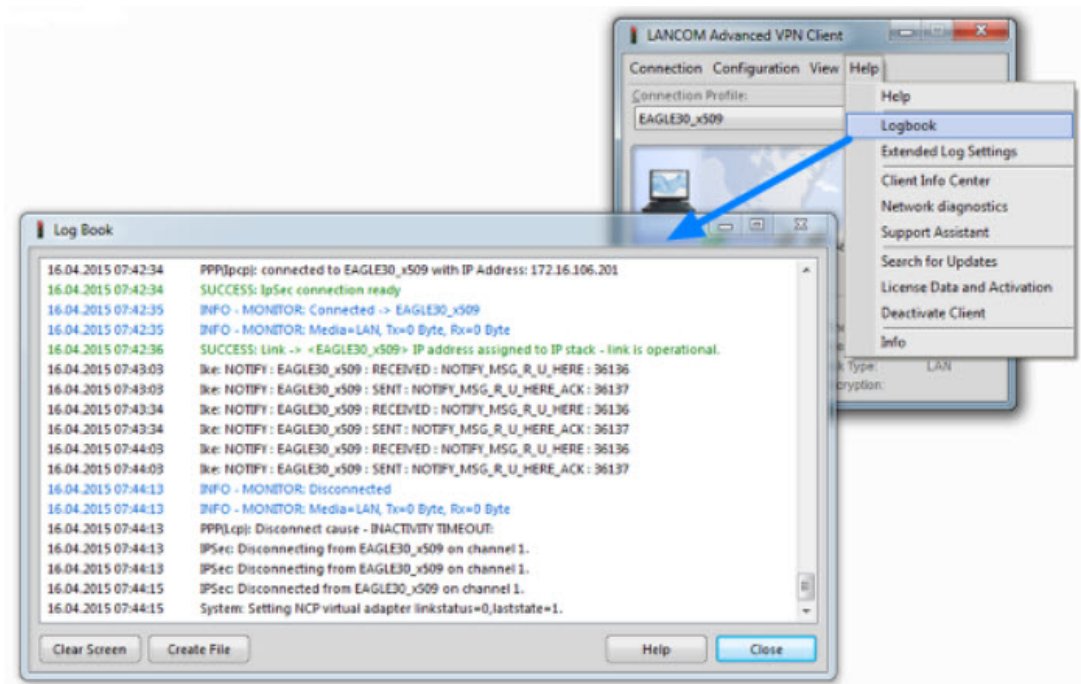 LANCOM Advanced VPN Client
Connection Configuration View Help
Connection Profile:
EAGLE30_x509
Help
Logbook
Extended Log Settings
Client Info Center
Network diagnostics
Support Assistant
Search for Updates
License Data and Activation
Deactivate Client
Info
Type: LAN
Log Book
16.04.2015 07:42:34 PPP(Ipcp): connected to EAGLE30_x509 with IP Address: 172.16.106.201
16.04.2015 07:42:34 SUCCESS: IpSec connection ready
16.04.2015 07:42:35 INFO - MONITOR: Connected -> EAGLE30_x509
16.04.2015 07:42:35 INFO - MONITOR: Media=LAN, Tx=0 Byte, Rx=0 Byte
16.04.2015 07:42:36 SUCCESS: Link -> <EAGLE30_x509> IP address assigned to IP stack - link is operational.
16.04.2015 07:43:03 Ike: NOTIFY : EAGLE30_x509 : RECEIVED : NOTIFY_MSG_R_U_HERE : 36136
16.04.2015 07:43:03 Ike: NOTIFY : EAGLE30_x509 : SENT : NOTIFY_MSG_R_U_HERE_ACK : 36137
16.04.2015 07:43:34 Ike: NOTIFY : EAGLE30_x509 : RECEIVED : NOTIFY_MSG_R_U_HERE : 36136
16.04.2015 07:43:34 Ike: NOTIFY : EAGLE30_x509 : SENT : NOTIFY_MSG_R_U_HERE_ACK : 36137
16.04.2015 07:44:03 Ike: NOTIFY : EAGLE30_x509 : RECEIVED : NOTIFY_MSG_R_U_HERE : 36136
16.04.2015 07:44:03 Ike: NOTIFY : EAGLE30_x509 : SENT : NOTIFY_MSG_R_U_HERE_ACK : 36137
16.04.2015 07:44:13 INFO - MONITOR: Disconnected
16.04.2015 07:44:13 INFO - MONITOR: Media=LAN, Tx=0 Byte, Rx=0 Byte
16.04.2015 07:44:13 PPP(Lcp): Disconnect cause - INACTIVITY TIMEOUT:
16.04.2015 07:44:13 IPSec: Disconnecting from EAGLE30_x509 on channel 1.
16.04.2015 07:44:13 IPSec: Disconnecting from EAGLE30_x509 on channel 1.
16.04.2015 07:44:15 IPSec: Disconnected from EAGLE30_x509 on channel 1.
16.04.2015 07:44:15 System: Setting NCP virtual adapter linkstatus=0,laststate=1.
Clear Screen Create File Help Close